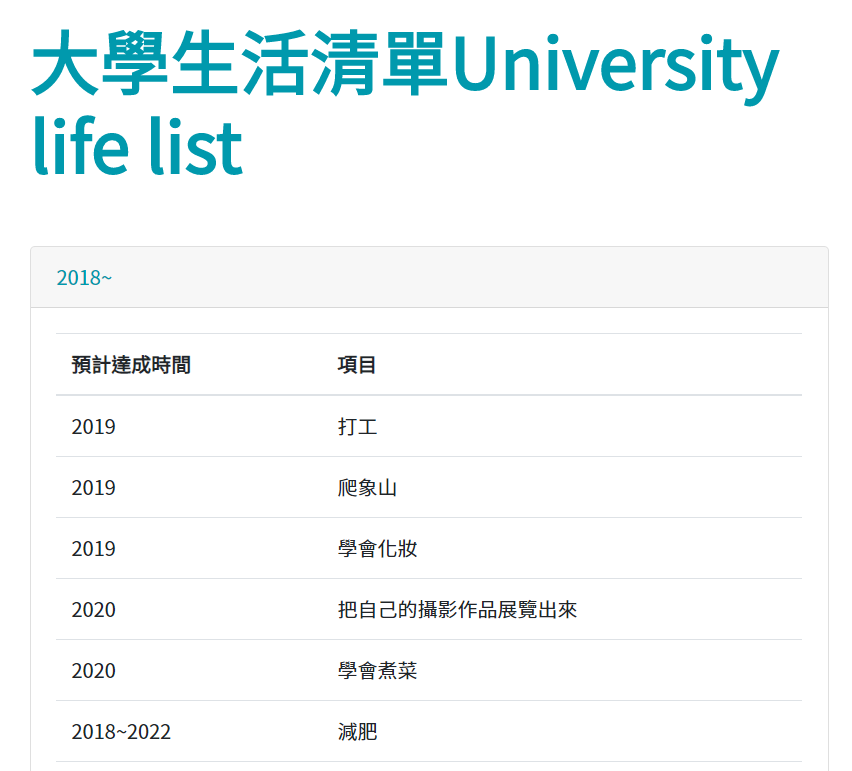 大學生活清單University
life list
2018~
預計達成時間 項目
2019 打工
2019 爬象山
2019 學會化妝
2020 把自己的攝影作品展覽出來
2020 學會煮菜
2018~2022 減肥